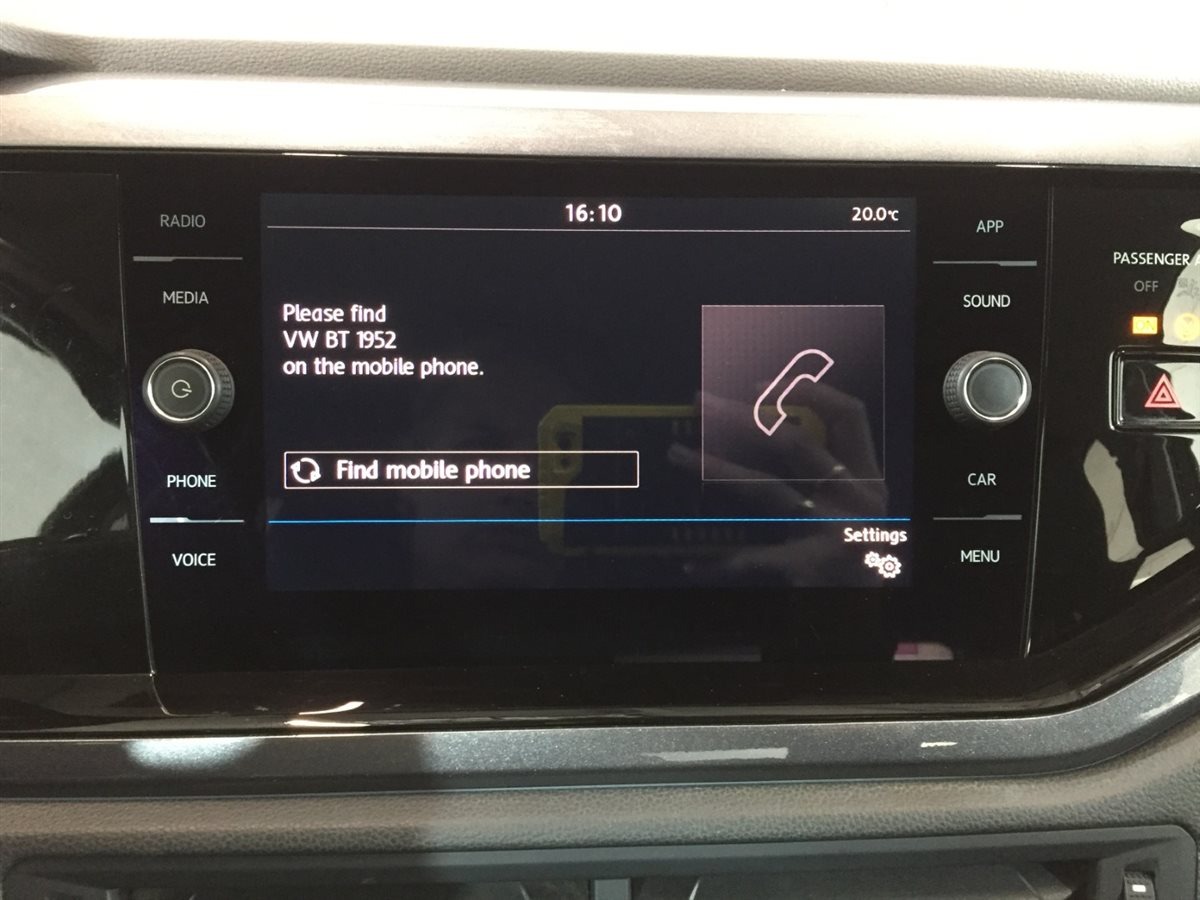 RADIO
MEDIA
PHONE
VOICE
16:10
20.0°C
Please find
VW BT 1952
on the mobile phone.
Find mobile phone
Settings
APP
SOUND
CAR
MENU
PASSENGER
OFF
ON